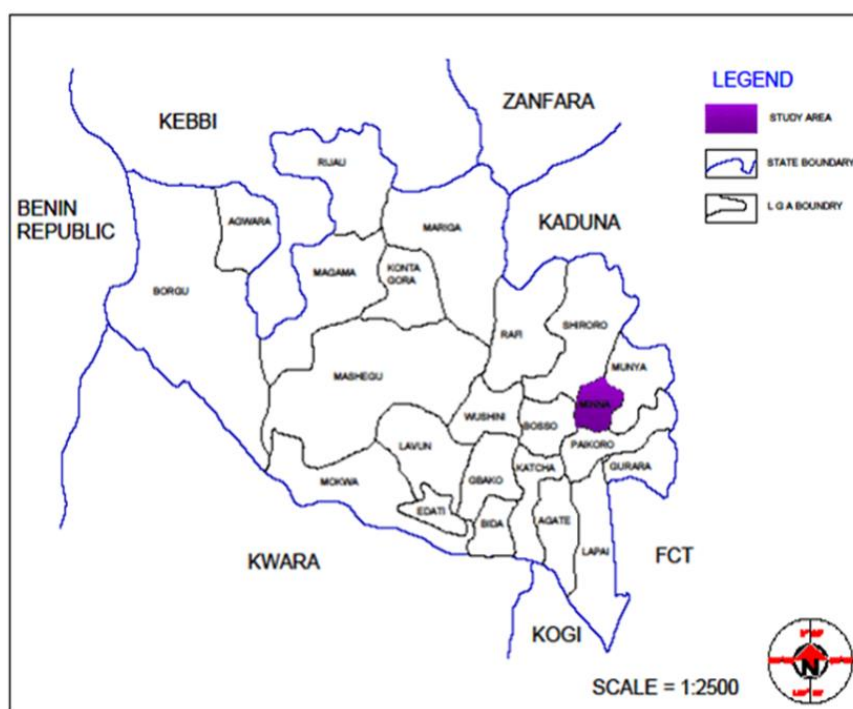 LEGEND
STUDY AREA
STATE BOUNDARY
L G A BOUNDRY
ZANFARA
KEBBI
RIJAU
BENIN
REPUBLIC
AGWARA
MARIGA
KADUNA
MAGAMA
KONTA
GORA
BORGU
RAFI
SHIRORO
MUNYA
MASHEGU
MINNA
WUSHINI
BOSSO
LAVUN
PAIKORO
KATCHA
GURARA
MOKWA
GBAKO
EDATI
BIDA
AGATE
LAPAI
FCT
KWARA
KOGI
N
SCALE = 1:2500